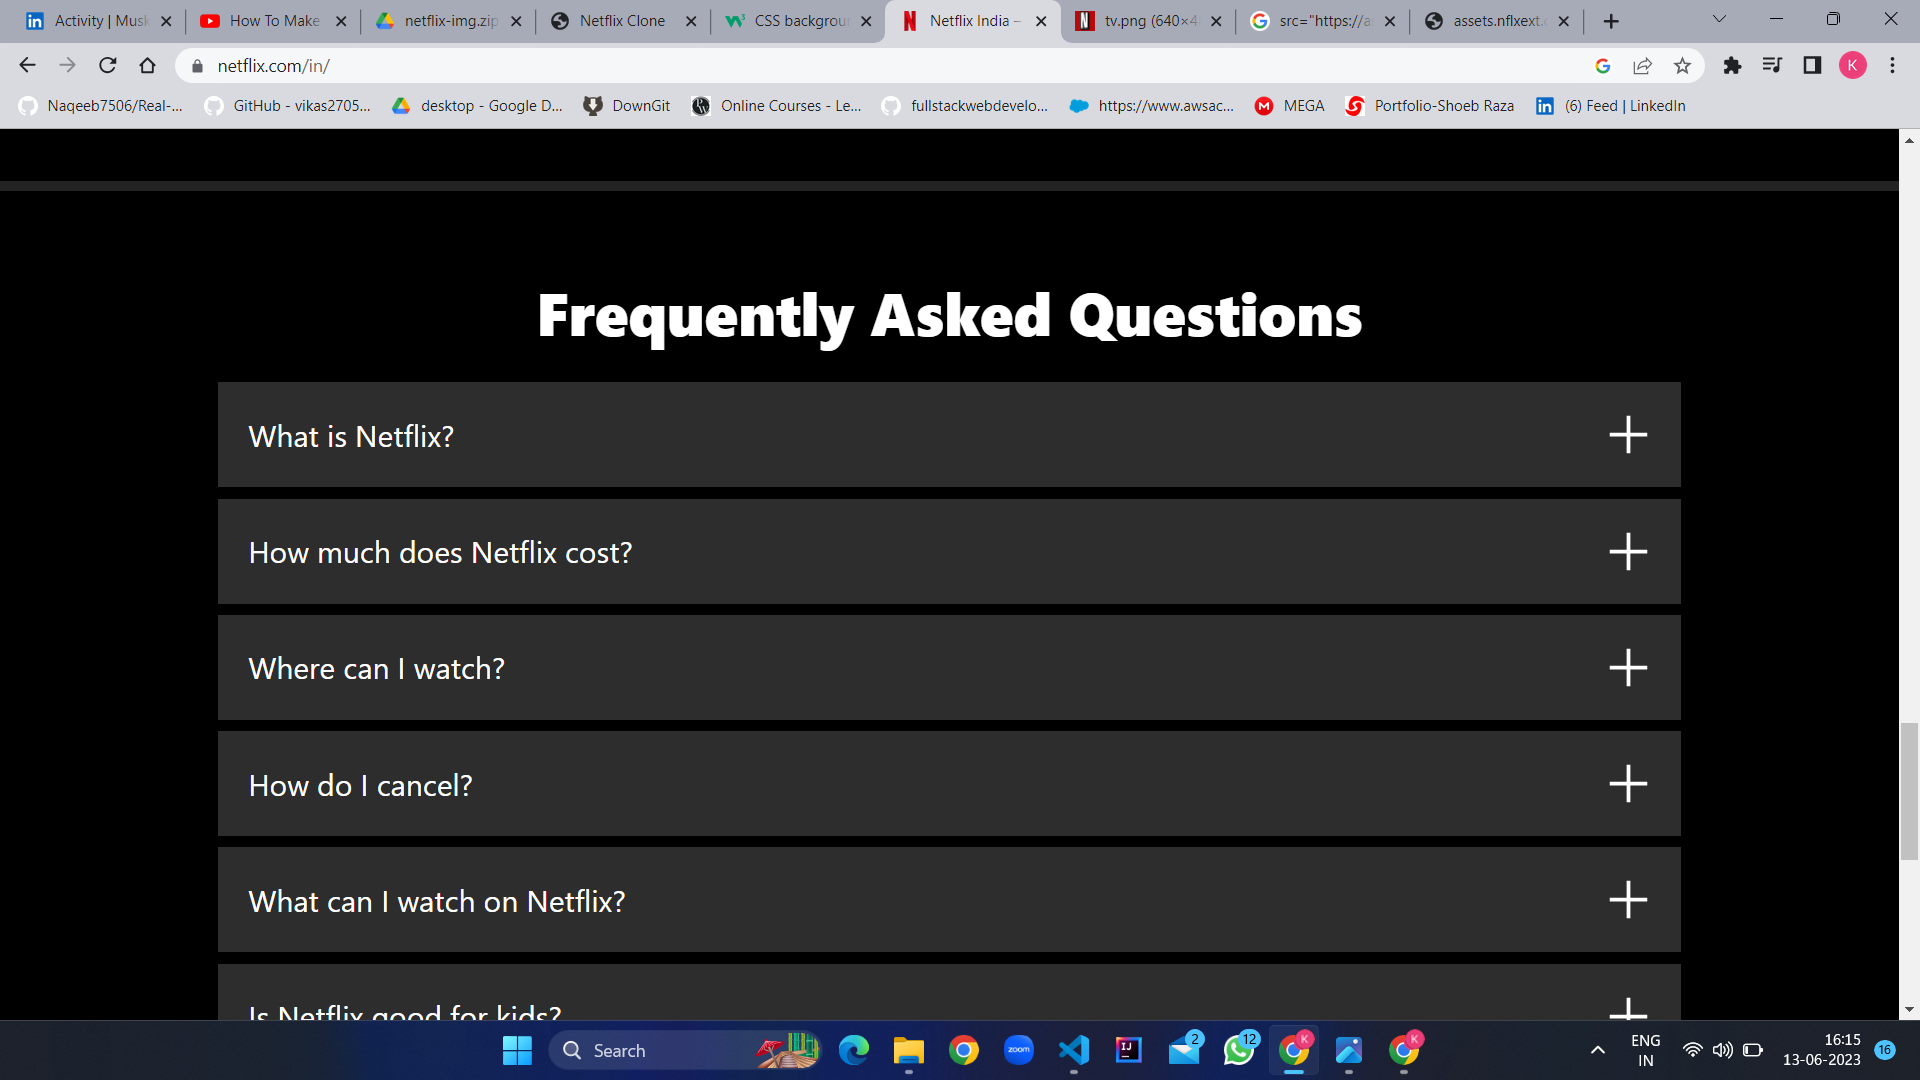 Activity | Musk
How To Make
netflix-img.zip
Netflix Clone
CSS backgroun
Netflix India –
tv.png (640×4
src="https://a
assets.nflxext.c
netflix.com/in/
K
Naqeeb7506/Real-...
GitHub - vikas2705...
desktop - Google D...
DownGit
Online Courses - Le...
fullstackwebdevelo...
https://www.awsac...
MEGA
Portfolio-Shoeb Raza
(6) Feed | LinkedIn
Frequently Asked Questions
What is Netflix?
How much does Netflix cost?
Where can I watch?
How do I cancel?
What can I watch on Netflix?
Is Netflix good for kids?
Search
zoom
2
12
K
K
ENG
IN
16:15
13-06-2023
16